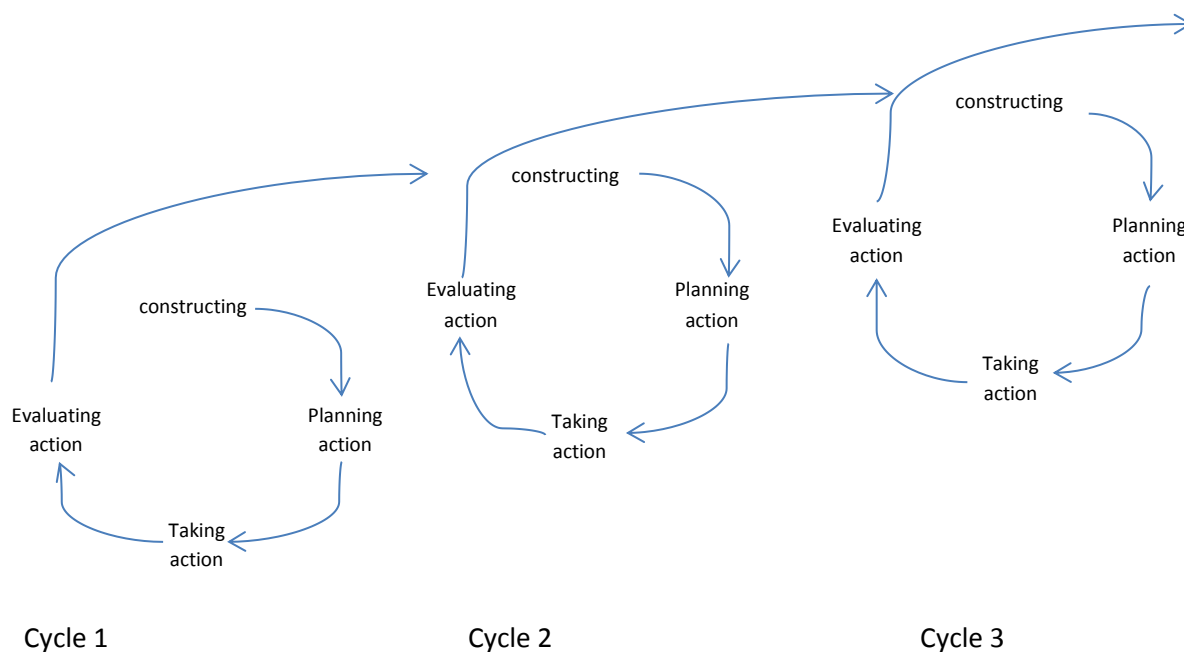 constructing
Evaluating
action
Planning
action
Taking
action
Cycle 1
constructing
Evaluating
action
Planning
action
Taking
action
Cycle 2
constructing
Evaluating
action
Planning
action
Taking
action
Cycle 3